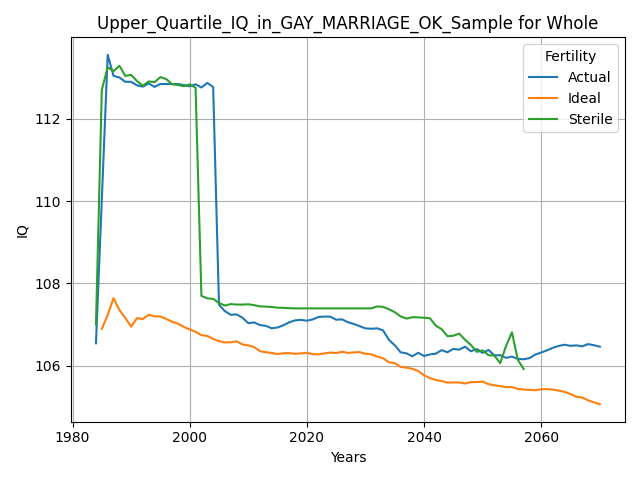 Upper_Quartile_IQ_in_GAY_MARRIAGE_OK_Sample for Whole
Fertility
Actual
Ideal
Sterile
IQ
112
110
108
106
1980
2000
2020
2040
2060
Years